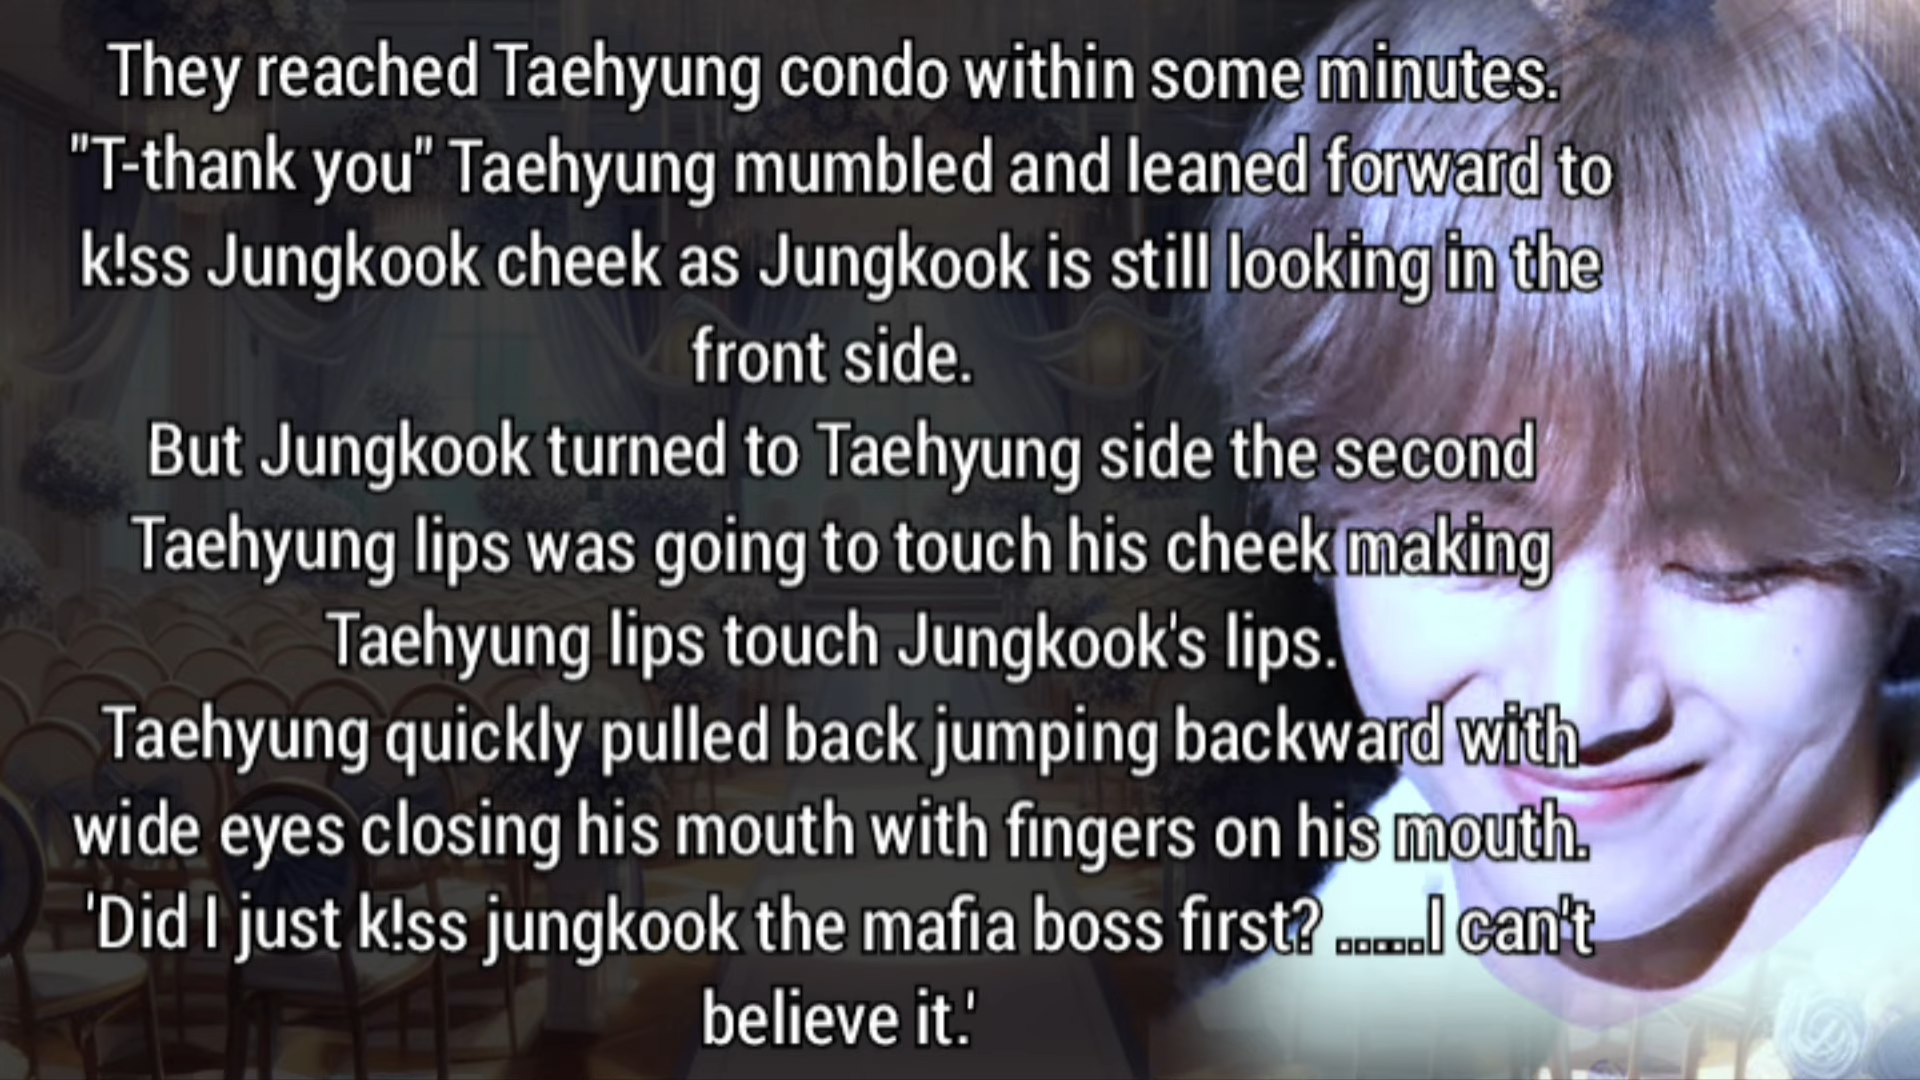 They reached Taehyung condo within some minutes.
"T-thank you" Taehyung mumbled and leaned forward to
k!ss Jungkook cheek as Jungkook is still looking in the
front side.
But Jungkook turned to Taehyung side the second
Taehyung lips was going to touch his cheek making
Taehyung lips touch Jungkook's lips.
Taehyung quickly pulled back jumping backward with
wide eyes closing his mouth with fingers on his mouth.
'Did I just k!ss jungkook the mafia boss first? ......I can't
believe it.'